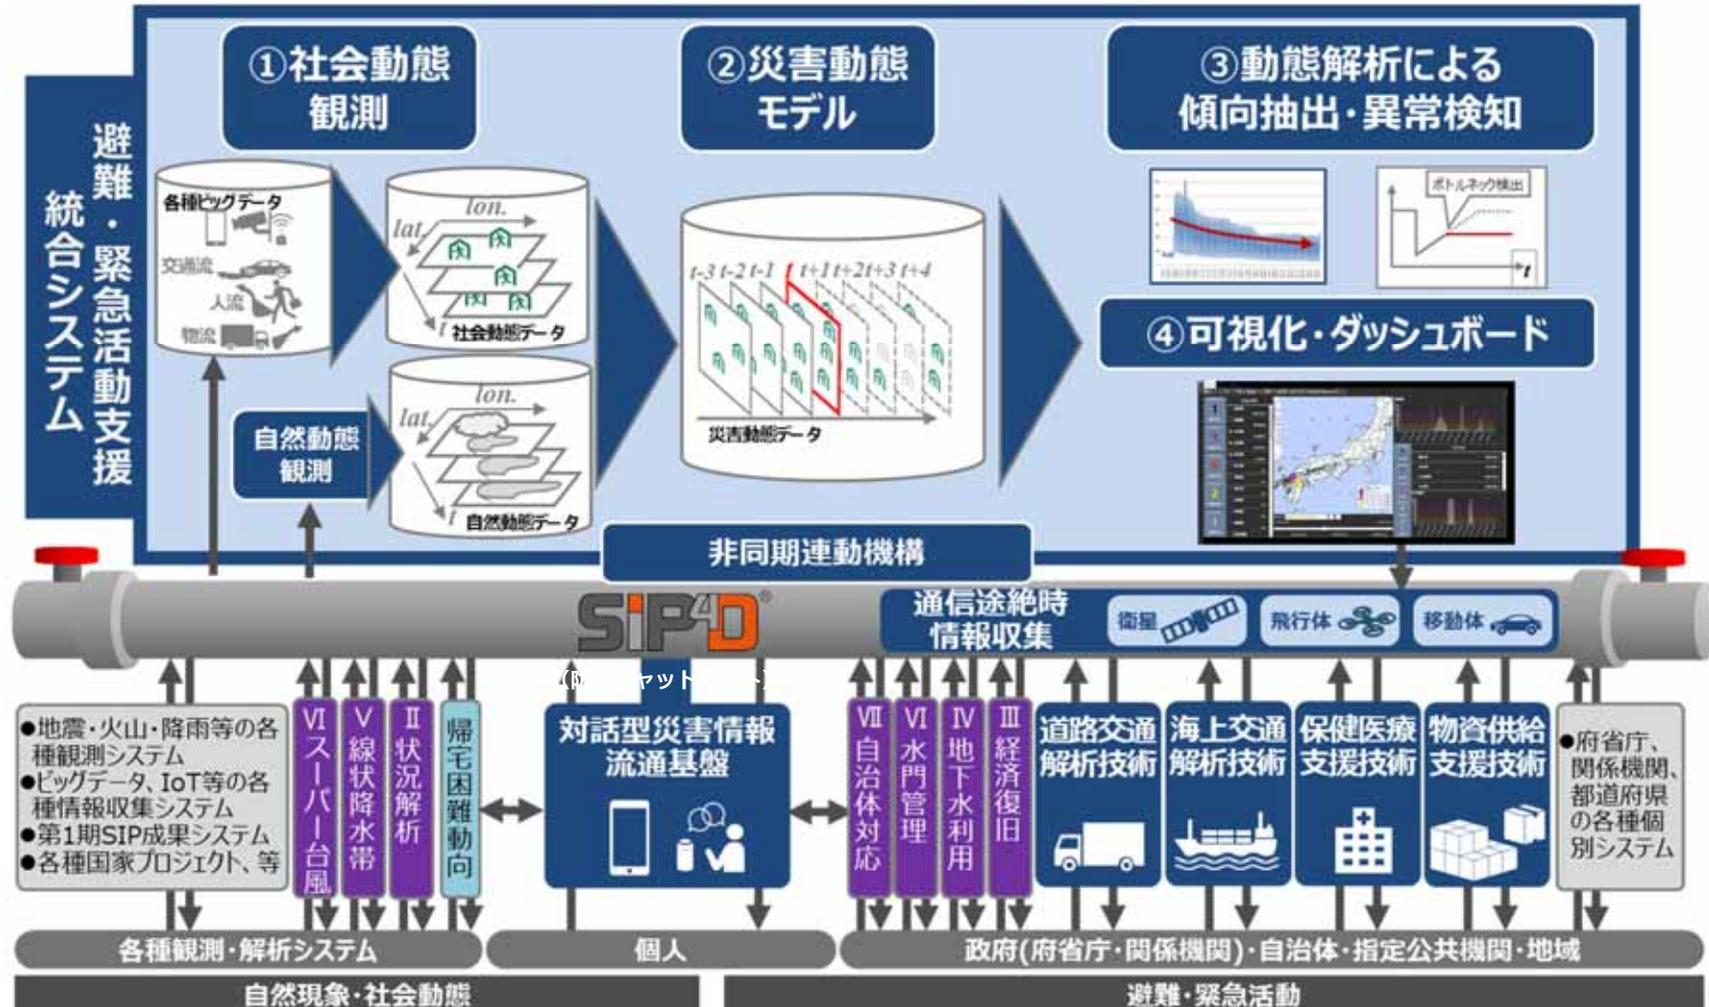 避難・緊急活動支援
統合システム
①社会動態
観測
②災害動態
モデル
③動態解析による
傾向抽出・異常検知
各種ビッグデータ
交通流
人流
物流
lon.
lat.
t
社会動態データ
自然動態
観測
lon.
lat.
t
自然動態データ
t-3 t-2 t-1 t t+1 t+2 t+3 t+4
災害動態データ
ボトルネック検出
t
④可視化・ダッシュボード
非同期連動機構
SIP4D®
通信途絶時
情報収集
衛星
飛行体
移動体
●地震・火山・降雨等の各
種観測システム
●ビッグデータ、IoT等の各
種情報収集システム
●第1期SIP成果システム
●各種国家プロジェクト、等
Ⅵスーパー台風
Ⅴ線状降水帯
Ⅱ状況解析
帰宅困難動向
対話型災害情報
流通基盤
Ⅶ自治体対応
Ⅵ水門管理
Ⅳ地下水利用
Ⅲ経済復旧
道路交通
解析技術
海上交通
解析技術
保健医療
支援技術
物資供給
支援技術
●府省庁、
関係機関、
都道府県
の各種個
別システム
各種観測・解析システム
個人
政府(府省庁・関係機関)・自治体・指定公共機関・地域
自然現象・社会動態
避難・緊急活動